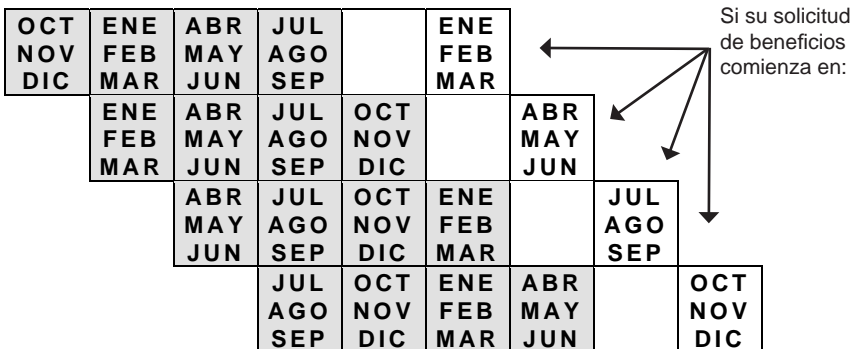 Si su solicitud
de beneficios
comienza en:
OCT ENE ABR JUL ENE
NOV FEB MAY AGO FEB
DIC MAR JUN SEP MAR
ENE ABR JUL OCT ABR
FEB MAY AGO NOV MAY
MAR JUN SEP DIC JUN
ABR JUL OCT ENE JUL
MAY AGO NOV FEB AGO
JUN SEP DIC MAR SEP
JUL OCT ENE ABR OCT
AGO NOV FEB MAY NOV
SEP DIC MAR JUN DIC